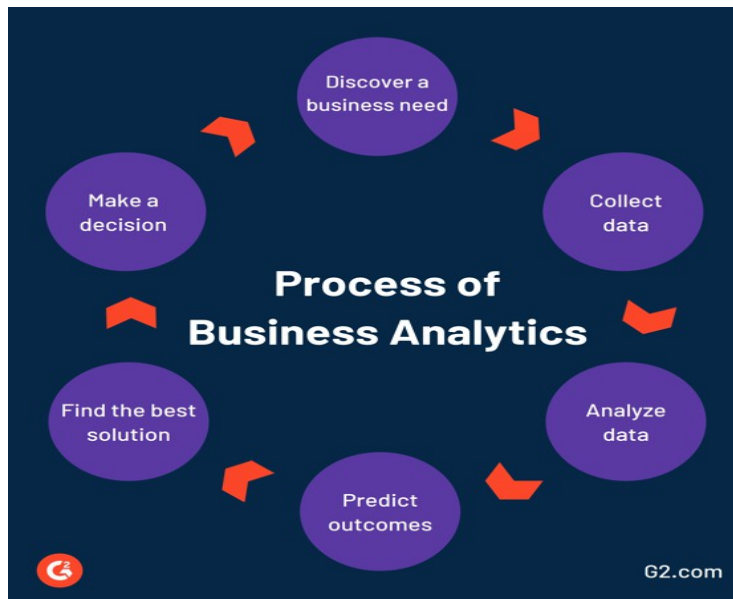 Discover a
business need
Collect
data
Analyze
data
Predict
outcomes
Find the best
solution
Make a
decision
Process of
Business Analytics
G2
G2.com